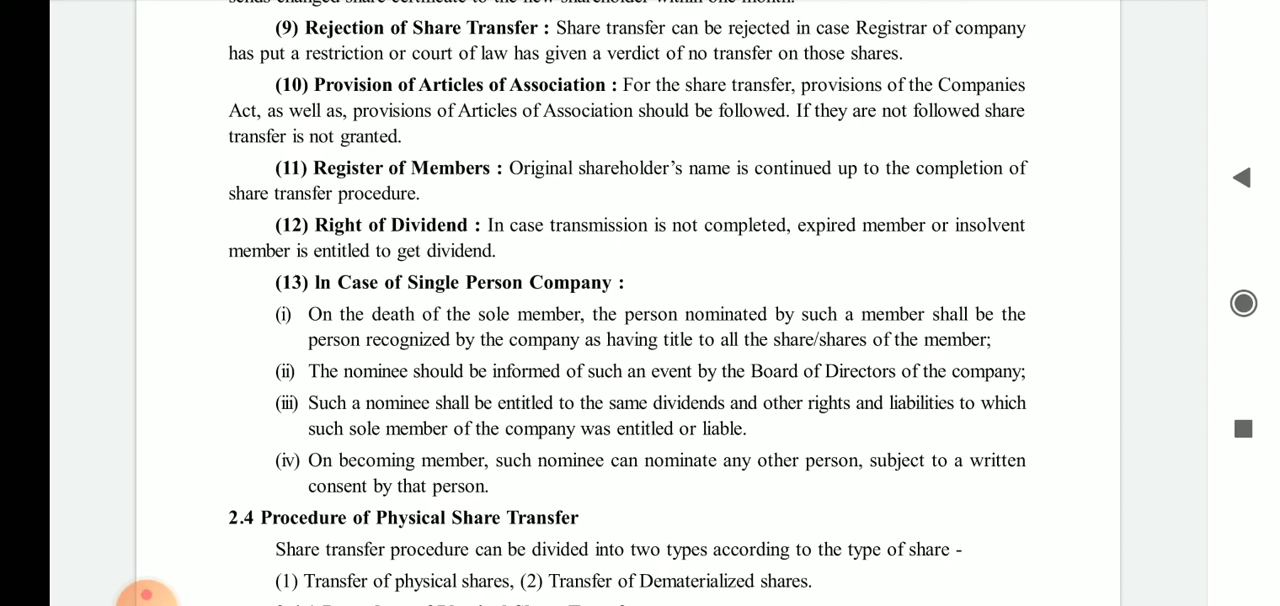 sends changed share certificate to the new shareholder within one month.
(9) Rejection of Share Transfer : Share transfer can be rejected in case Registrar of company
has put a restriction or court of law has given a verdict of no transfer on those shares.
(10) Provision of Articles of Association : For the share transfer, provisions of the Companies
Act, as well as, provisions of Articles of Association should be followed. If they are not followed share
transfer is not granted.
(11) Register of Members : Original shareholder's name is continued up to the completion of
share transfer procedure.
(12) Right of Dividend : In case transmission is not completed, expired member or insolvent
member is entitled to get dividend.
(13) ln Case of Single Person Company :
(i) On the death of the sole member, the person nominated by such a member shall be the
person recognized by the company as having title to all the share/shares of the member;
(ii) The nominee should be informed of such an event by the Board of Directors of the company;
(iii) Such a nominee shall be entitled to the same dividends and other rights and liabilities to which
such sole member of the company was entitled or liable.
(iv) On becoming member, such nominee can nominate any other person, subject to a written
consent by that person.
2.4 Procedure of Physical Share Transfer
Share transfer procedure can be divided into two types according to the type of share -
(1) Transfer of physical shares, (2) Transfer of Dematerialized shares.